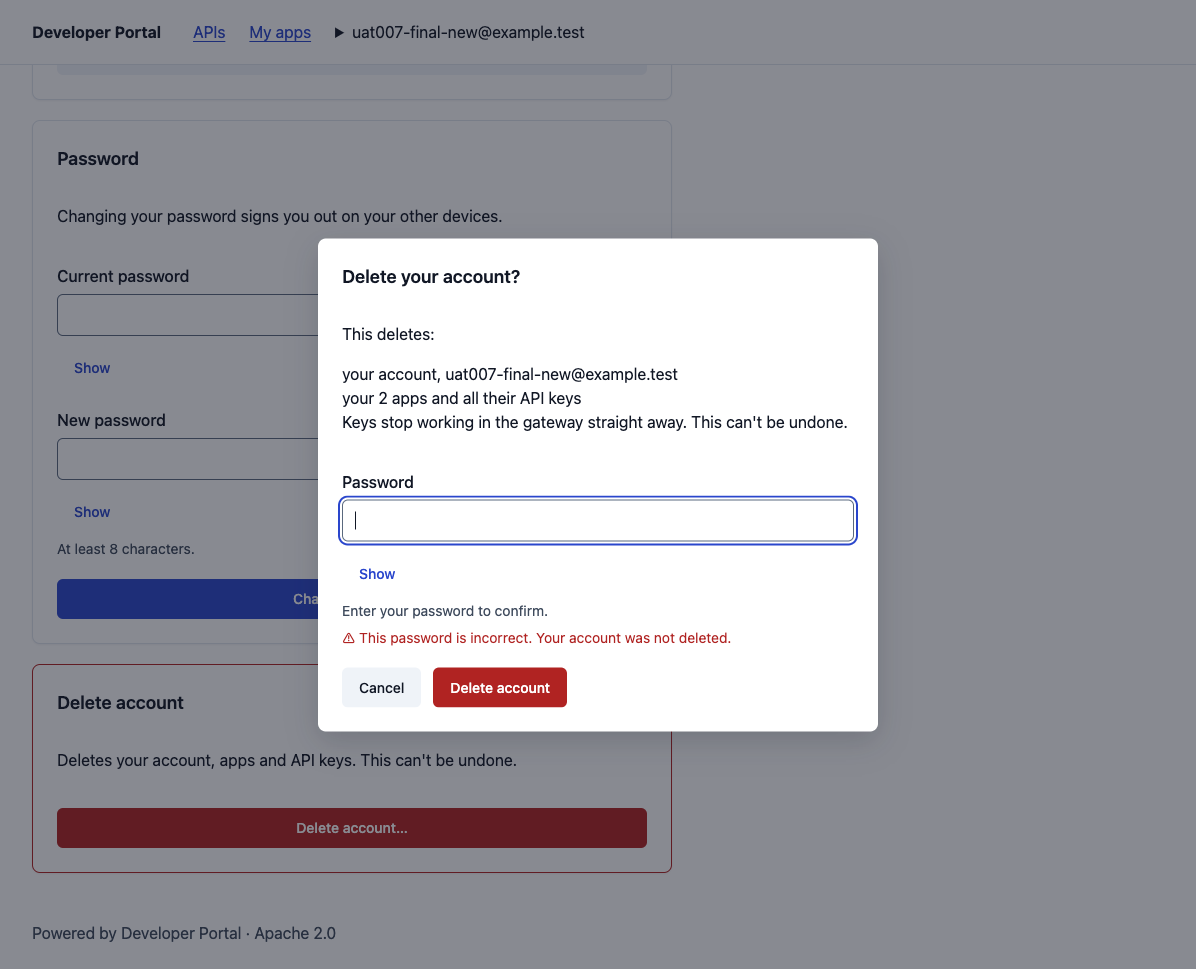 Developer Portal APIs My apps ▶ uat007-final-new@example.test
Password
Changing your password signs you out on your other devices.
Current password
Show
New password
Show
At least 8 characters.
Cha
Delete your account?
This deletes:
your account, uat007-final-new@example.test
your 2 apps and all their API keys
Keys stop working in the gateway straight away. This can't be undone.
Password
Show
Enter your password to confirm.
⚠ This password is incorrect. Your account was not deleted.
Cancel Delete account
Delete account
Deletes your account, apps and API keys. This can't be undone.
Delete account...
Powered by Developer Portal · Apache 2.0